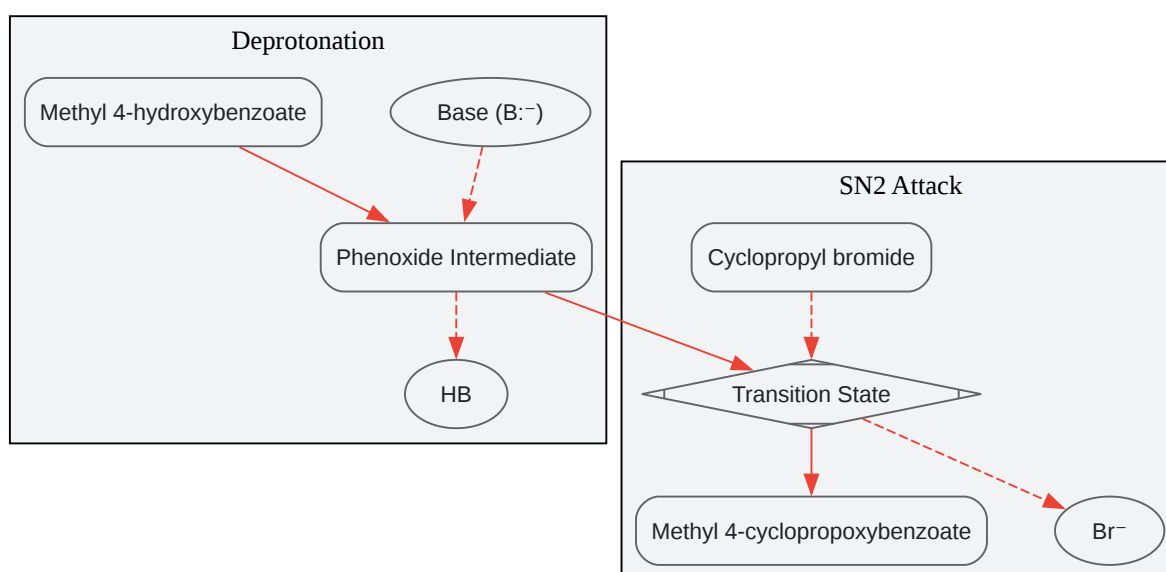 Deprotonation
Methyl 4-hydroxybenzoate
Base (B:⁻)
Phenoxide Intermediate
HB
SN2 Attack
Cyclopropyl bromide
Transition State
Methyl 4-cyclopropoxybenzoate
Br⁻